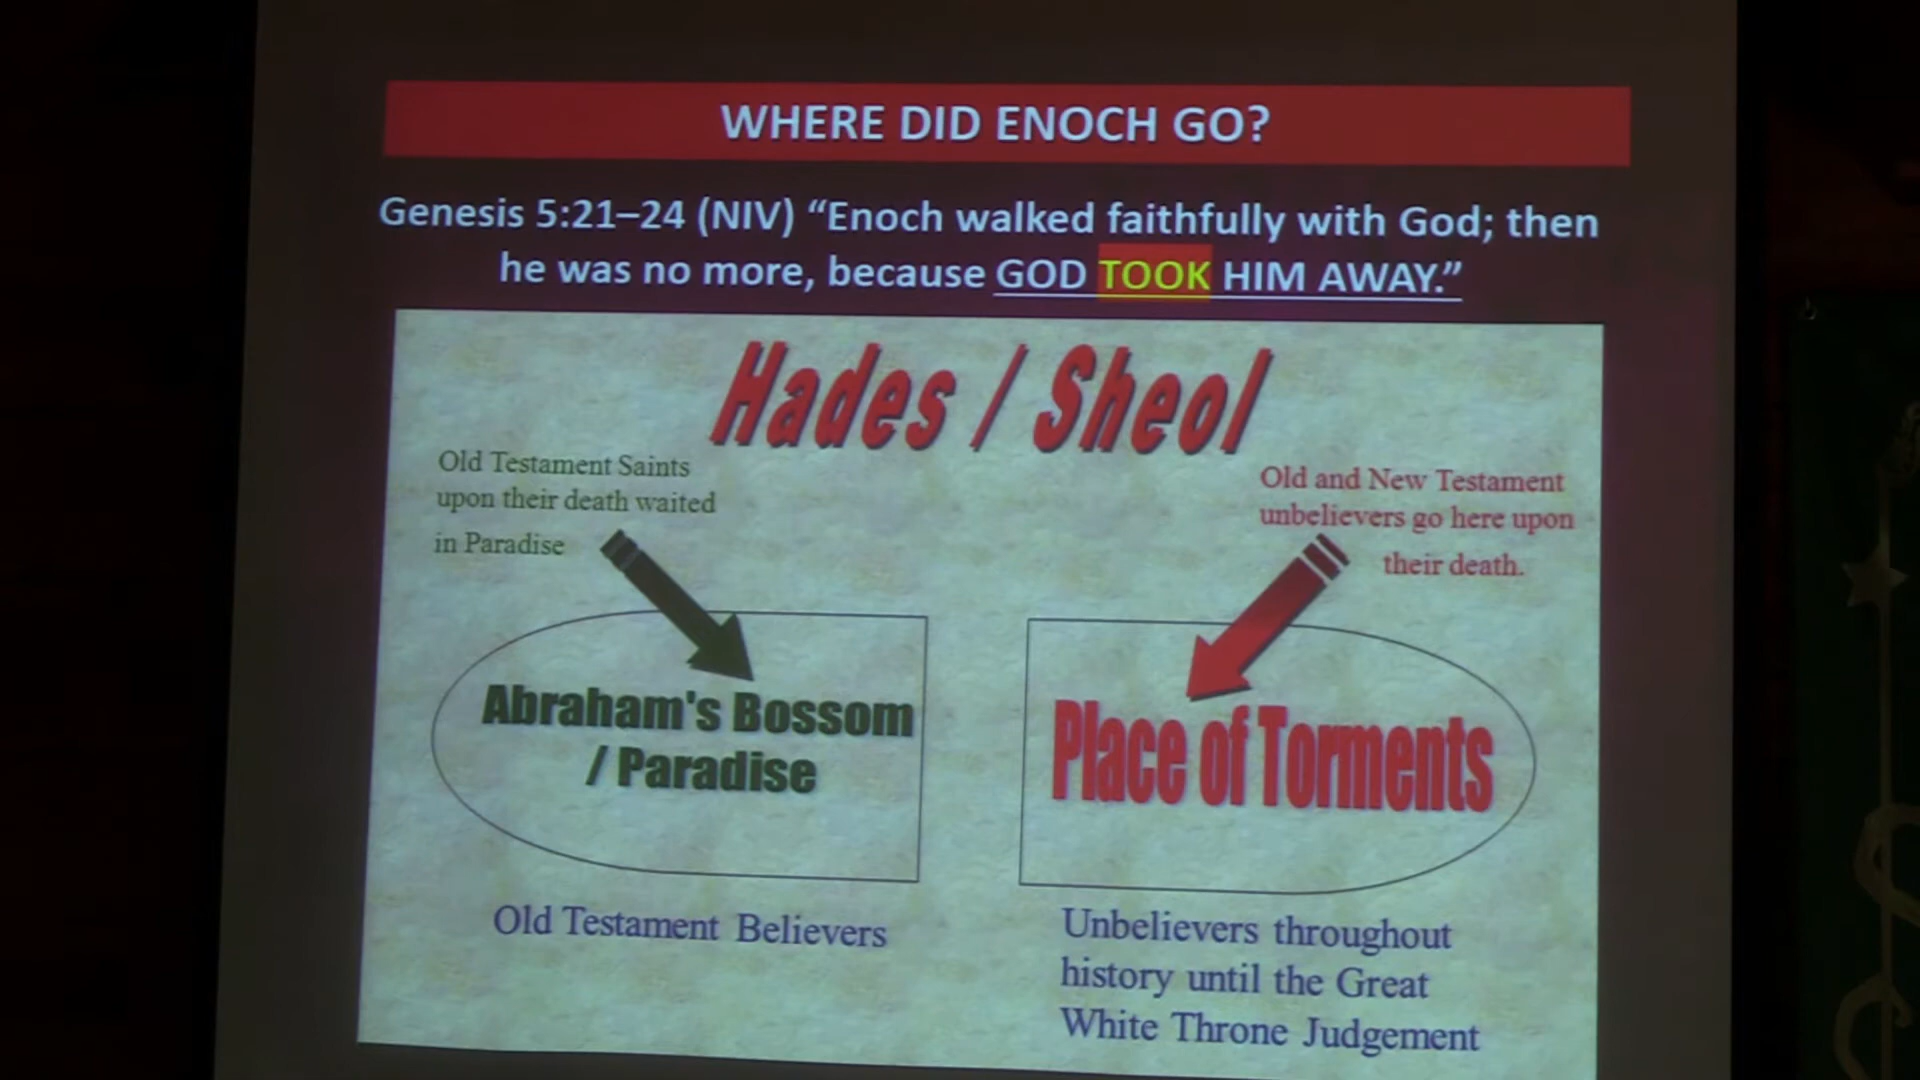 WHERE DID ENOCH GO?
Genesis 5:21–24 (NIV) “Enoch walked faithfully with God; then
he was no more, because GOD TOOK HIM AWAY.”
Hades / Sheol
Old Testament Saints
upon their death waited
in Paradise
Old and New Testament
unbelievers go here upon
their death.
Abraham's Bossom
/ Paradise
Place of Torments
Old Testament Believers
Unbelievers throughout
history until the Great
White Throne Judgement